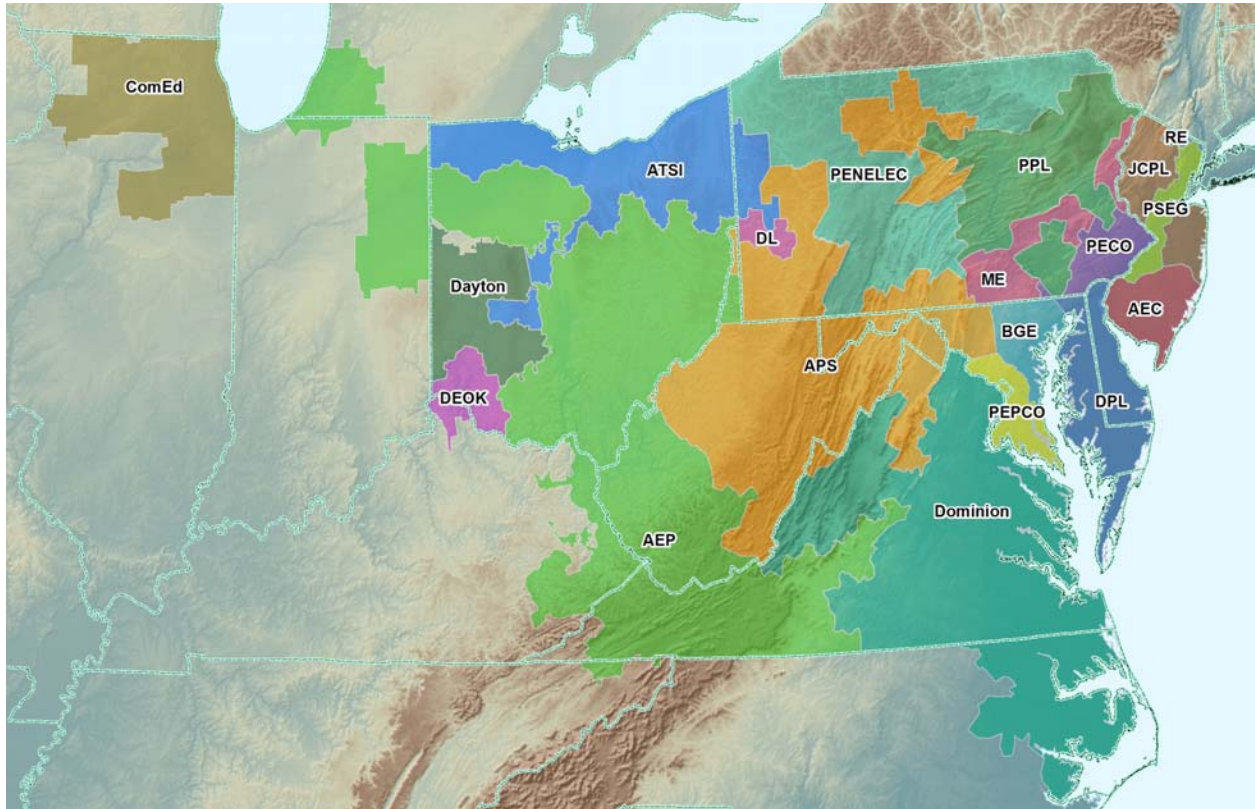 ComEd
RE
ATSI
PENELEC
PPL
JCPL
PSEG
DL
PECO
Dayton
ME
AEC
BGE
APS
DEOK
PEPCO
DPL
Dominion
AEP